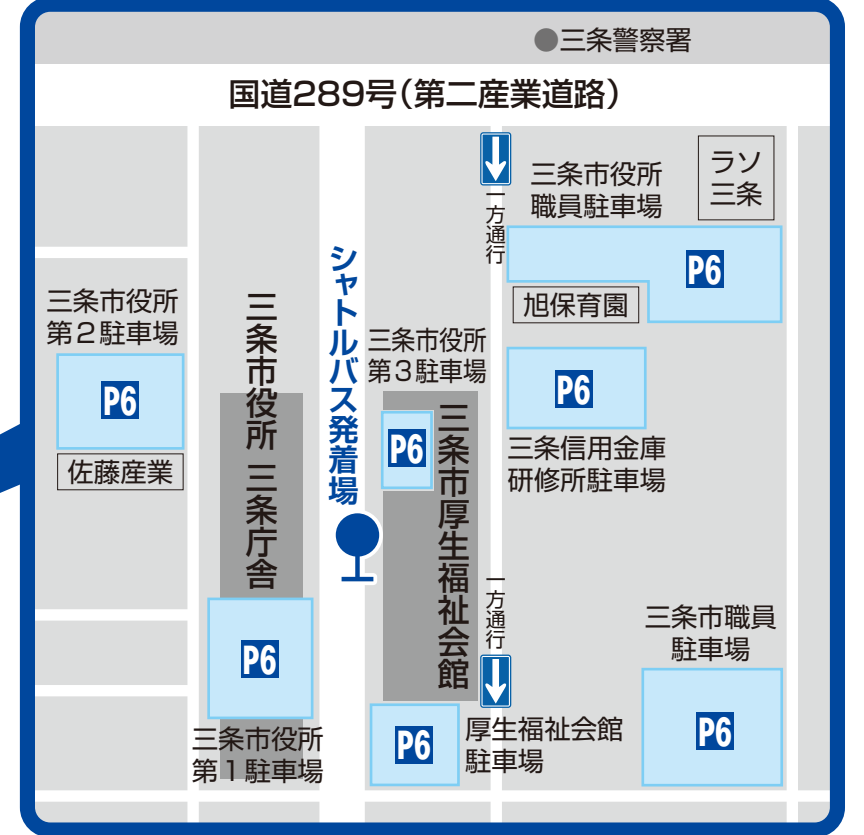 ●三条警察署
国道289号(第二産業道路)
一方通行
三条市役所
職員駐車場
ラソ
三条
P6
旭保育園
三条市役所
第2駐車場
P6
佐藤産業
三条市役所 三条庁舎
シャトルバス発着場
三条市役所
第3駐車場
P6
三条市厚生福祉会館
P6
三条信用金庫
研修所駐車場
一方通行
三条市職員
駐車場
P6
P6
三条市役所
第1駐車場
P6
厚生福祉会館
駐車場